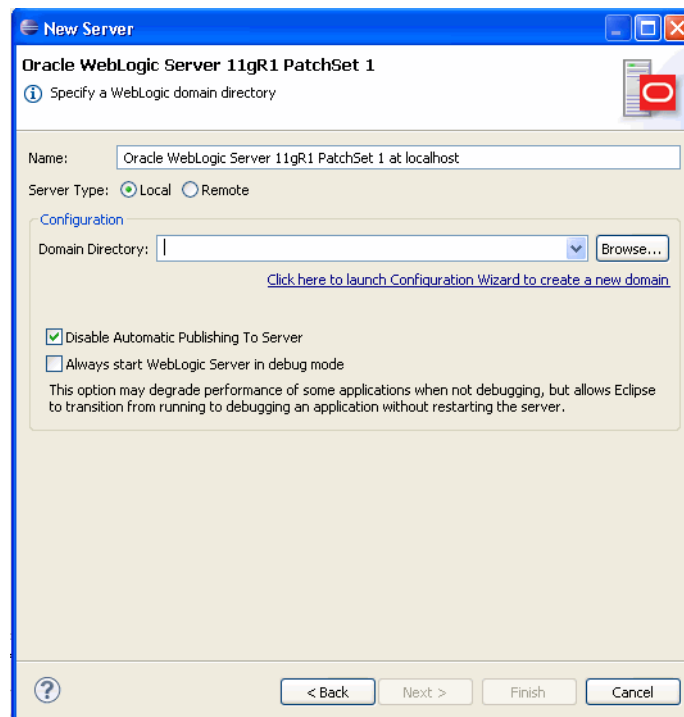 New Server
Oracle WebLogic Server 11gR1 PatchSet 1
Specify a WebLogic domain directory
Name: Oracle WebLogic Server 11gR1 PatchSet 1 at localhost
Server Type: Local Remote
Configuration
Domain Directory: Browse...
Click here to launch Configuration Wizard to create a new domain
Disable Automatic Publishing To Server
Always start WebLogic Server in debug mode
This option may degrade performance of some applications when not debugging, but allows Eclipse
to transition from running to debugging an application without restarting the server.
< Back Next > Finish Cancel